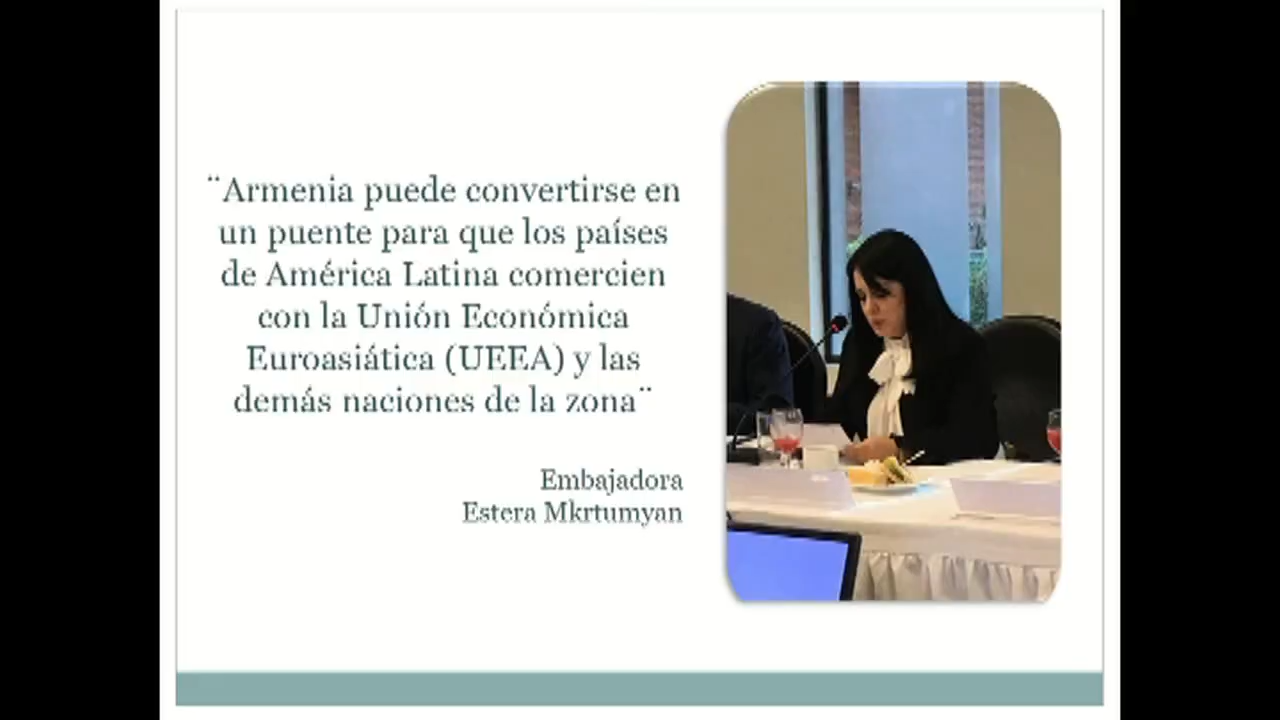 ¨Armenia puede convertirse en
un puente para que los países
de América Latina comercien
con la Unión Económica
Euroasiática (UEEA) y las
demás naciones de la zona¨
Embajadora
Estera Mkrtumyan